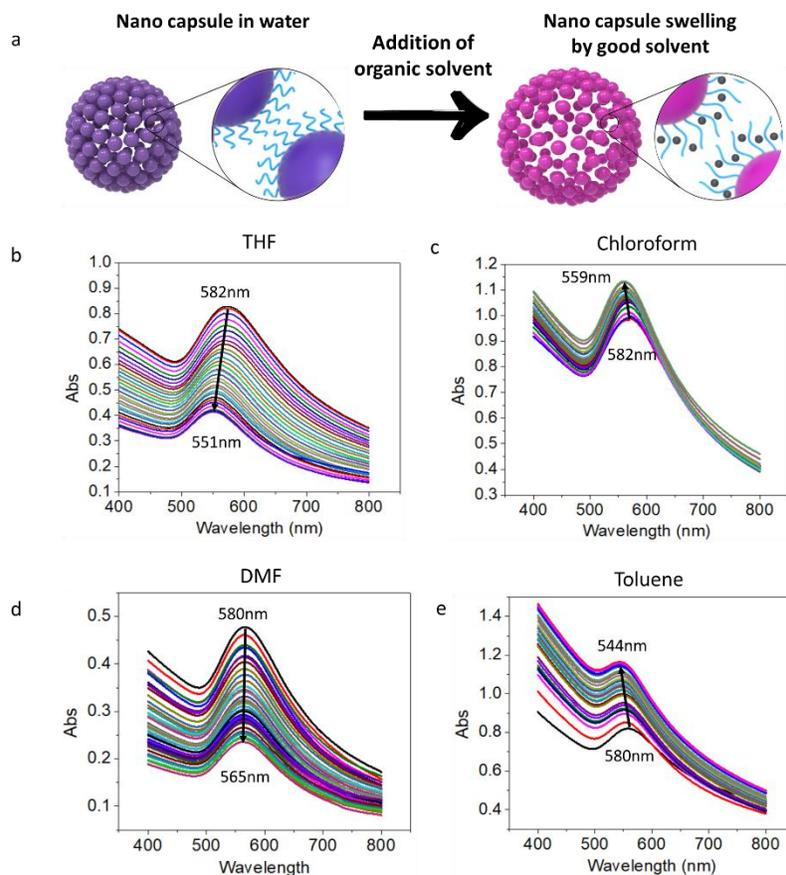 a
Nano capsule in water
Addition of
organic solvent
Nano capsule swelling
by good solvent
b
THF
1.0
0.9
0.8
0.7
0.6
0.5
0.4
0.3
0.2
0.1
Abs
582nm
551nm
400 500 600 700 800
Wavelength (nm)
c
Chloroform
1.2
1.1
1.0
0.9
0.8
0.7
0.6
0.5
0.4
0.3
Abs
559nm
582nm
400 500 600 700 800
Wavelength (nm)
d
DMF
0.5
0.4
0.3
0.2
0.1
Abs
580nm
565nm
400 500 600 700 800
Wavelength
e
Toluene
1.4
1.2
1.0
0.8
0.6
0.4
Abs
544nm
580nm
400 500 600 700 800
Wavelength (nm)